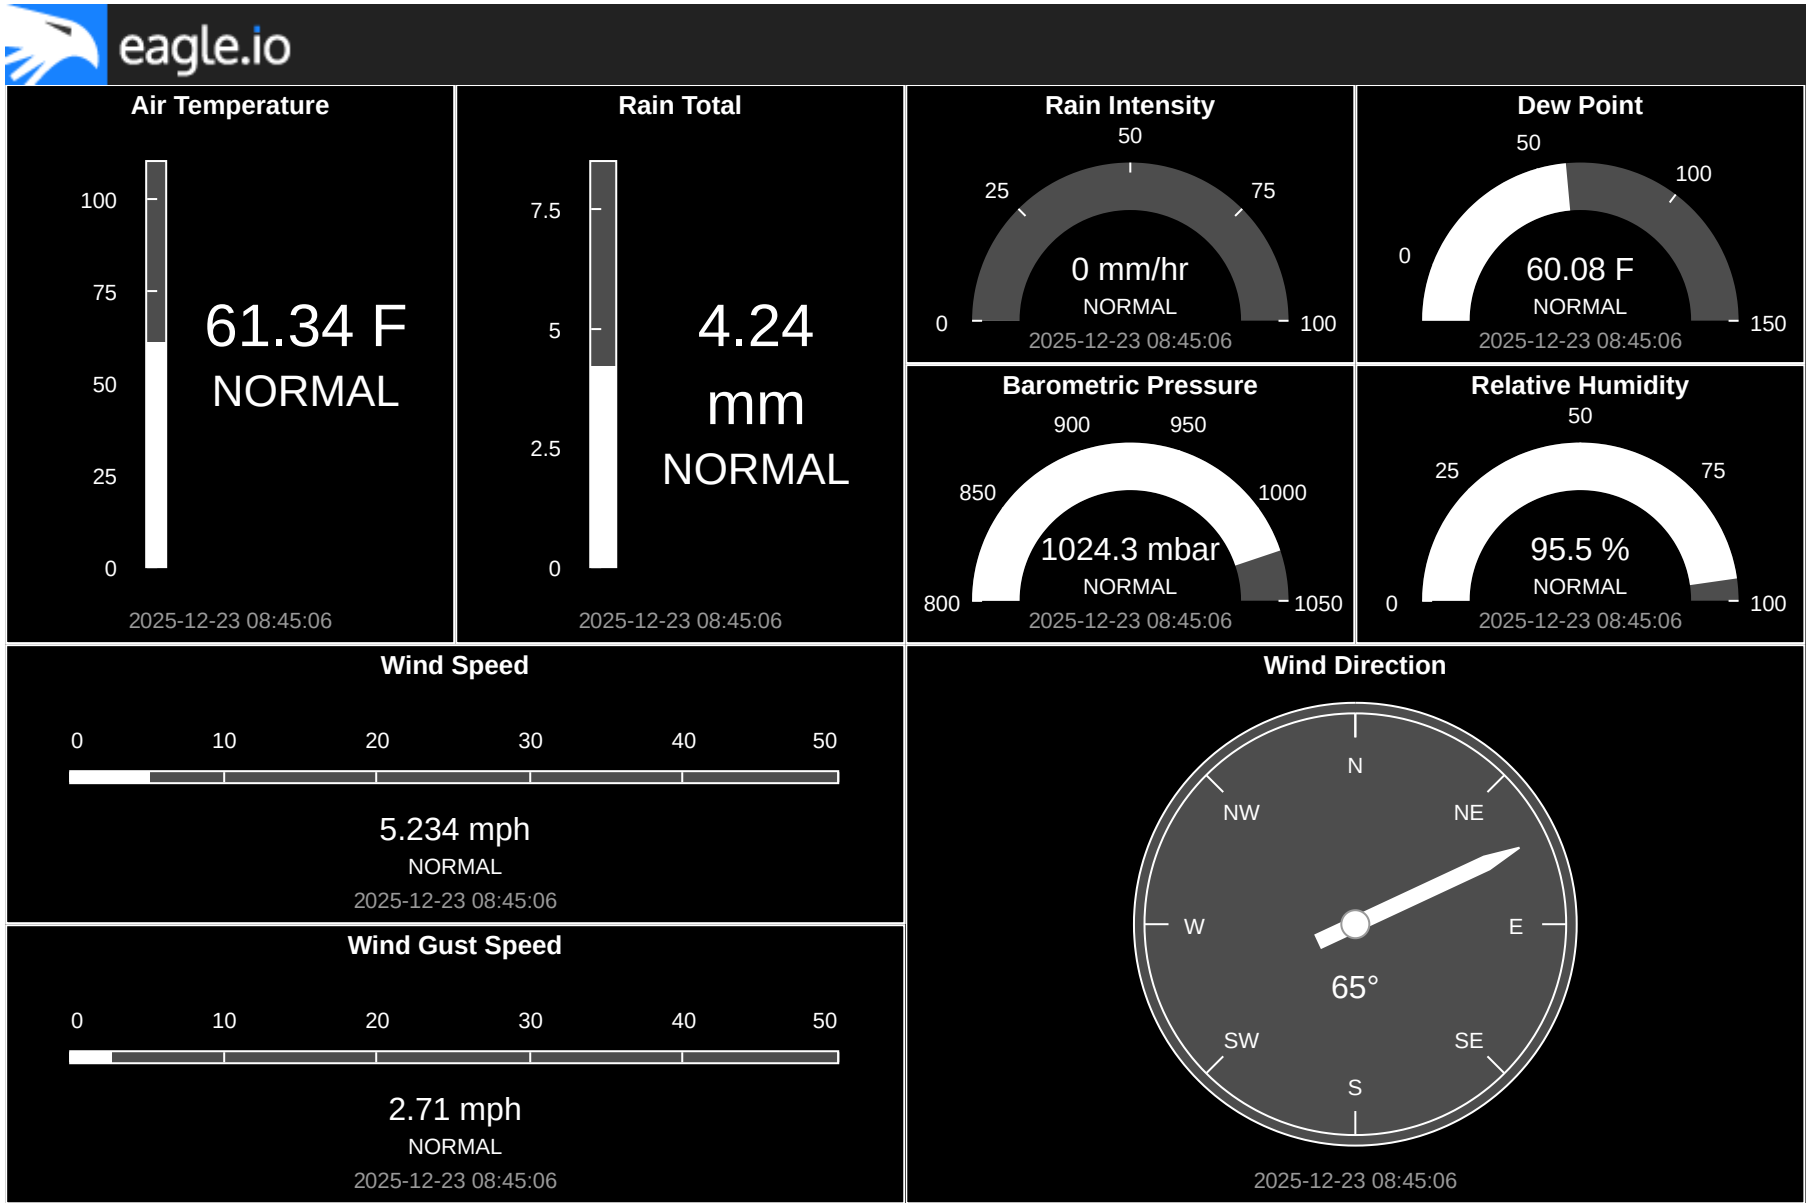 eagle.io
Air Temperature
100
75
50
25
0
61.34 F
NORMAL
2025-12-23 08:45:06
Rain Total
7.5
5
2.5
0
4.24
mm
NORMAL
2025-12-23 08:45:06
Rain Intensity
0
25
50
75
100
0 mm/hr
NORMAL
2025-12-23 08:45:06
Dew Point
0
50
100
150
60.08 F
NORMAL
2025-12-23 08:45:06
Barometric Pressure
800
850
900
950
1000
1050
1024.3 mbar
NORMAL
2025-12-23 08:45:06
Relative Humidity
0
25
50
75
100
95.5 %
NORMAL
2025-12-23 08:45:06
Wind Speed
0 10 20 30 40 50
5.234 mph
NORMAL
2025-12-23 08:45:06
Wind Gust Speed
0 10 20 30 40 50
2.71 mph
NORMAL
2025-12-23 08:45:06
Wind Direction
N
NW NE
W E
65°
SW SE
S
2025-12-23 08:45:06